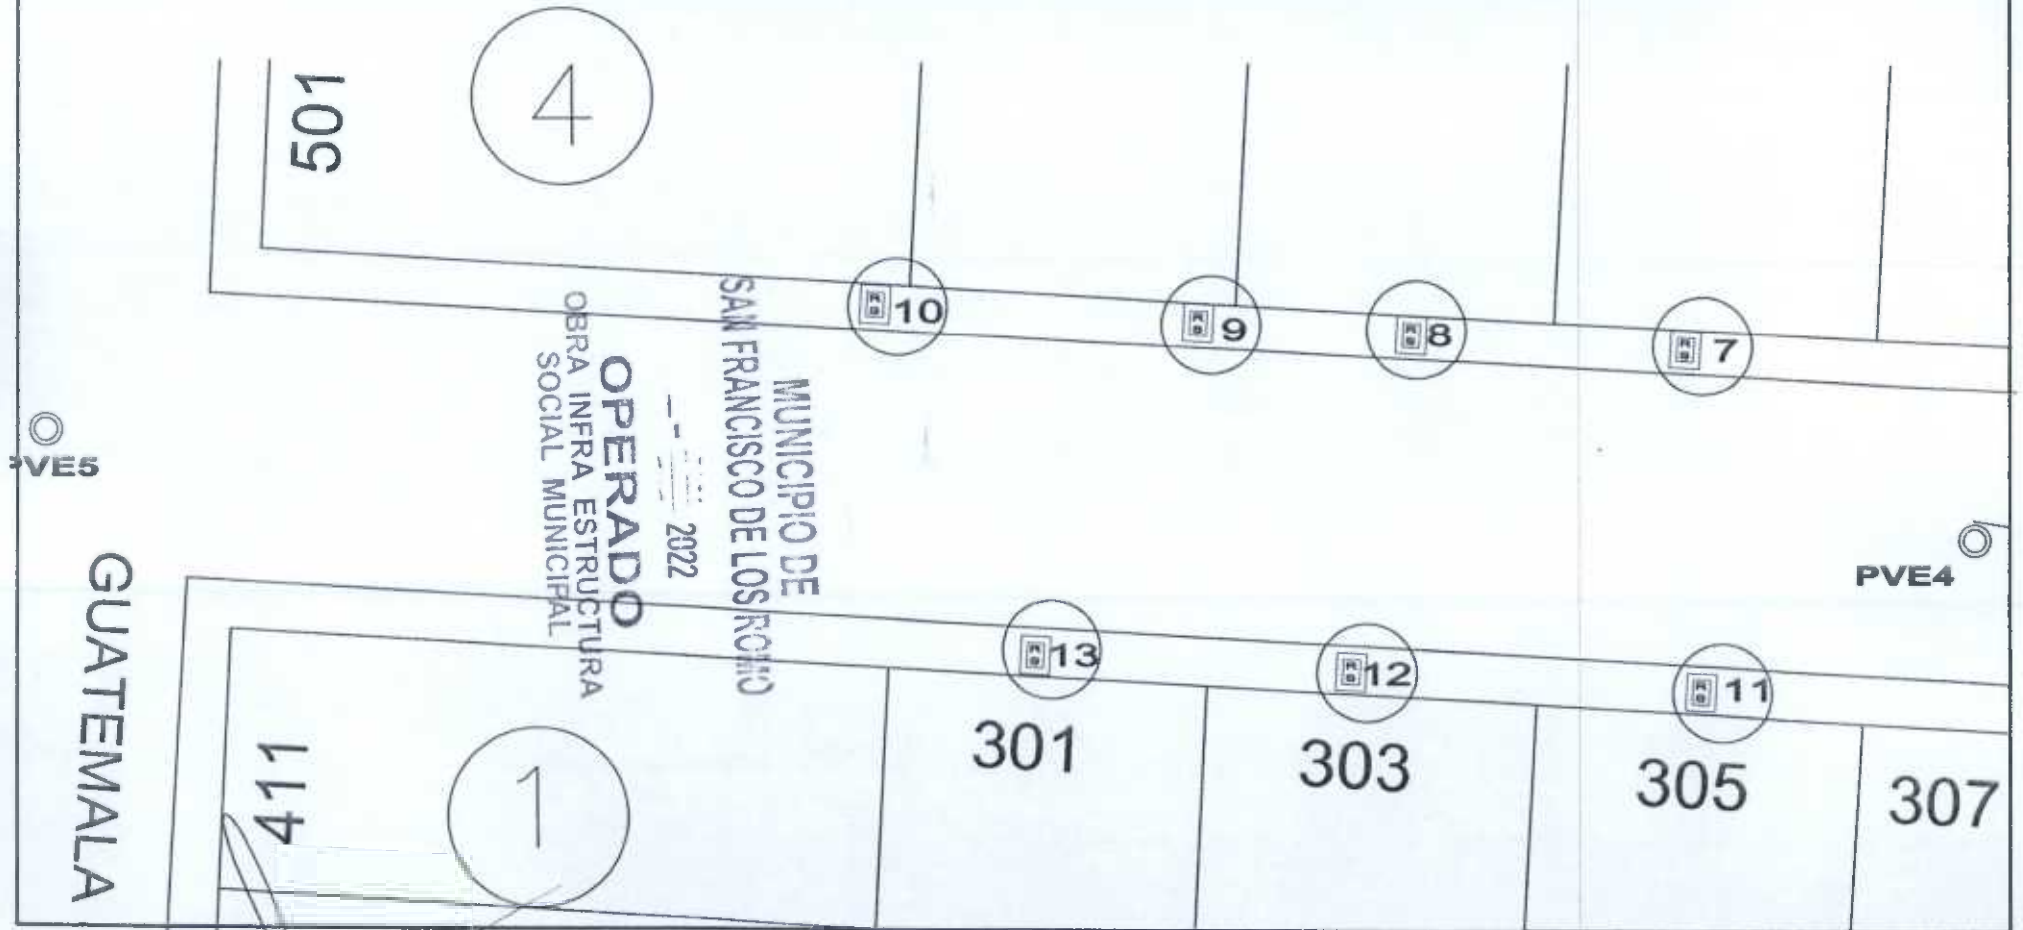 501
4
10
9
8
7
MUNICIPIO DE
SAN FRANCISCO DE LOS ROMO
2022
OPERADO
OBRA INFRA ESTRUCTURA
SOCIAL MUNICIPAL
PVE5
PVE4
GUATEMALA
13
12
11
411
1
301
303
305
307